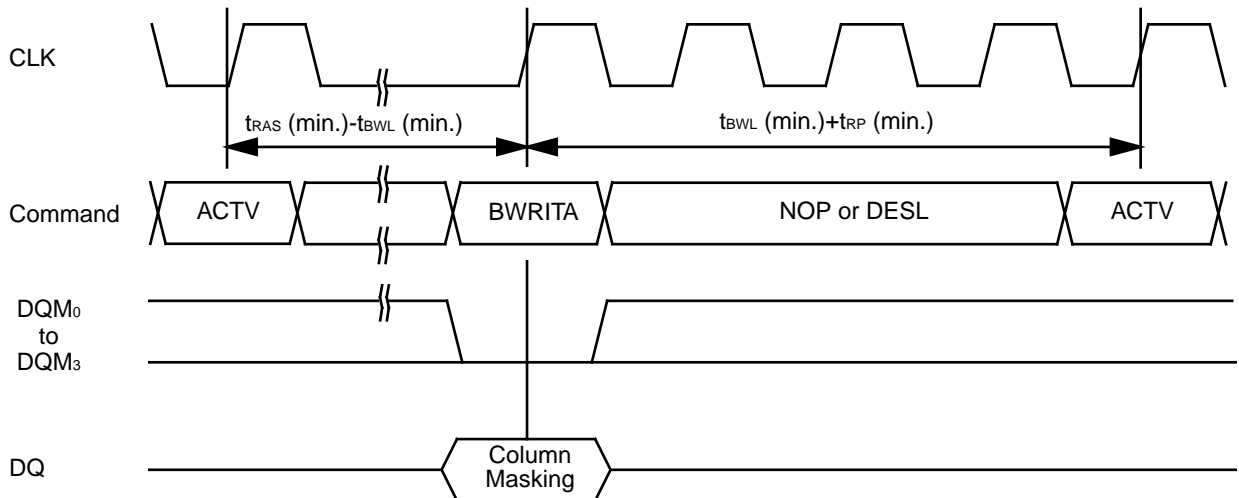 CLK
tRAS (min.)-tBWL (min.)
tBWL (min.)+tRP (min.)
Command
ACTV
BWRITA
NOP or DESL
ACTV
DQM0
to
DQM3
DQ
Column
Masking